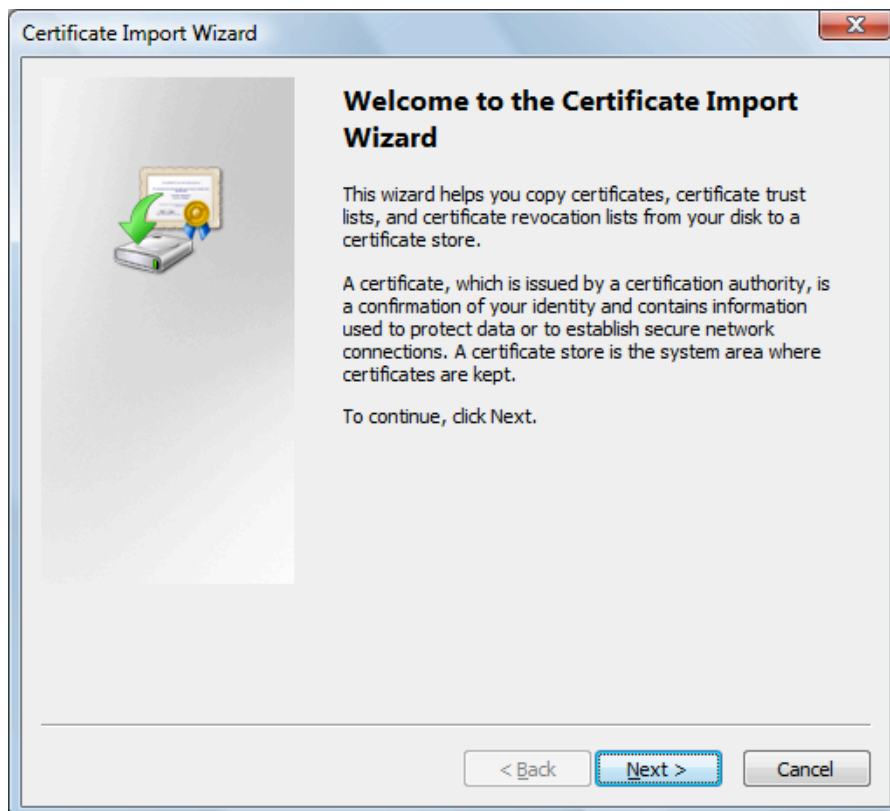 Certificate Import Wizard
Welcome to the Certificate Import
Wizard
This wizard helps you copy certificates, certificate trust
lists, and certificate revocation lists from your disk to a
certificate store.
A certificate, which is issued by a certification authority, is
a confirmation of your identity and contains information
used to protect data or to establish secure network
connections. A certificate store is the system area where
certificates are kept.
To continue, click Next.
< Back
Next >
Cancel